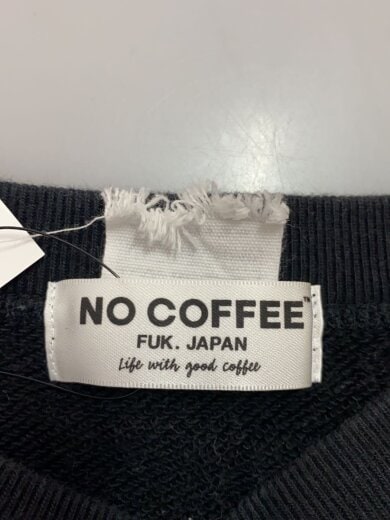 NO COFFEE™
FUK. JAPAN
Life with good coffee